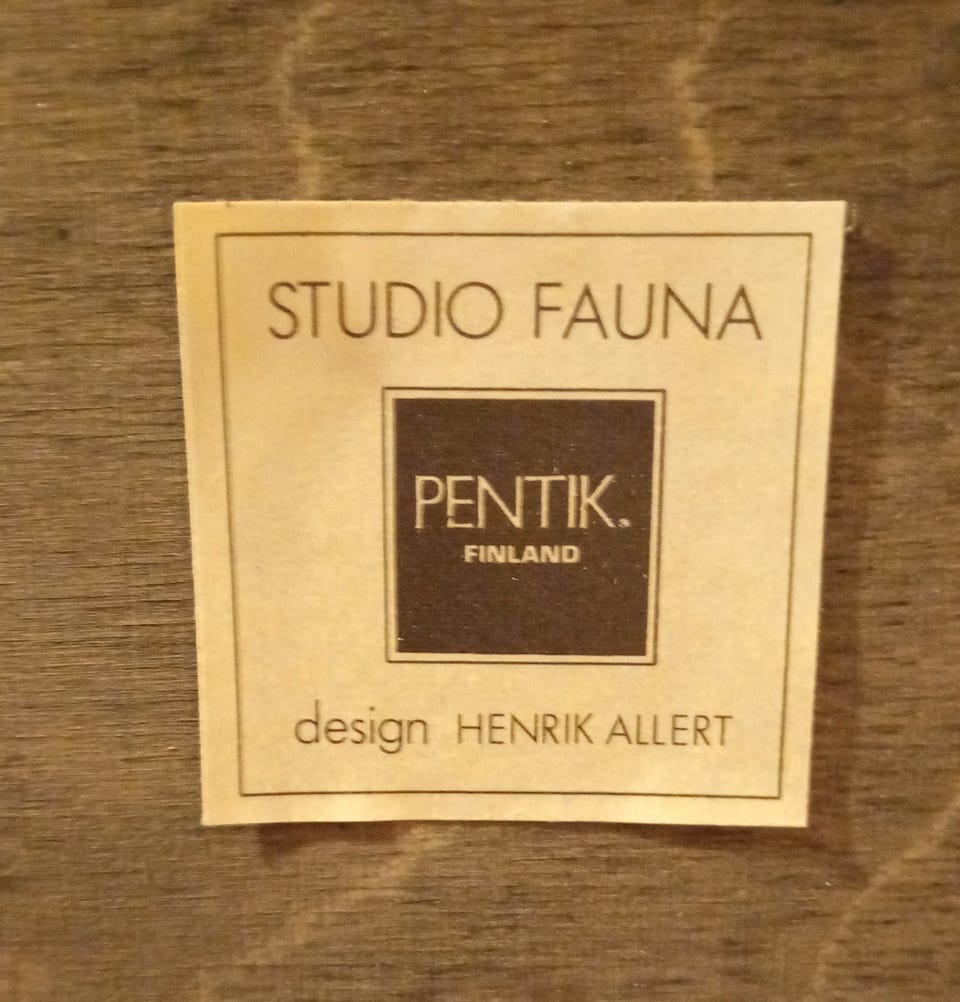 STUDIO FAUNA
PENTIK.
FINLAND
design HENRIK ALLERT